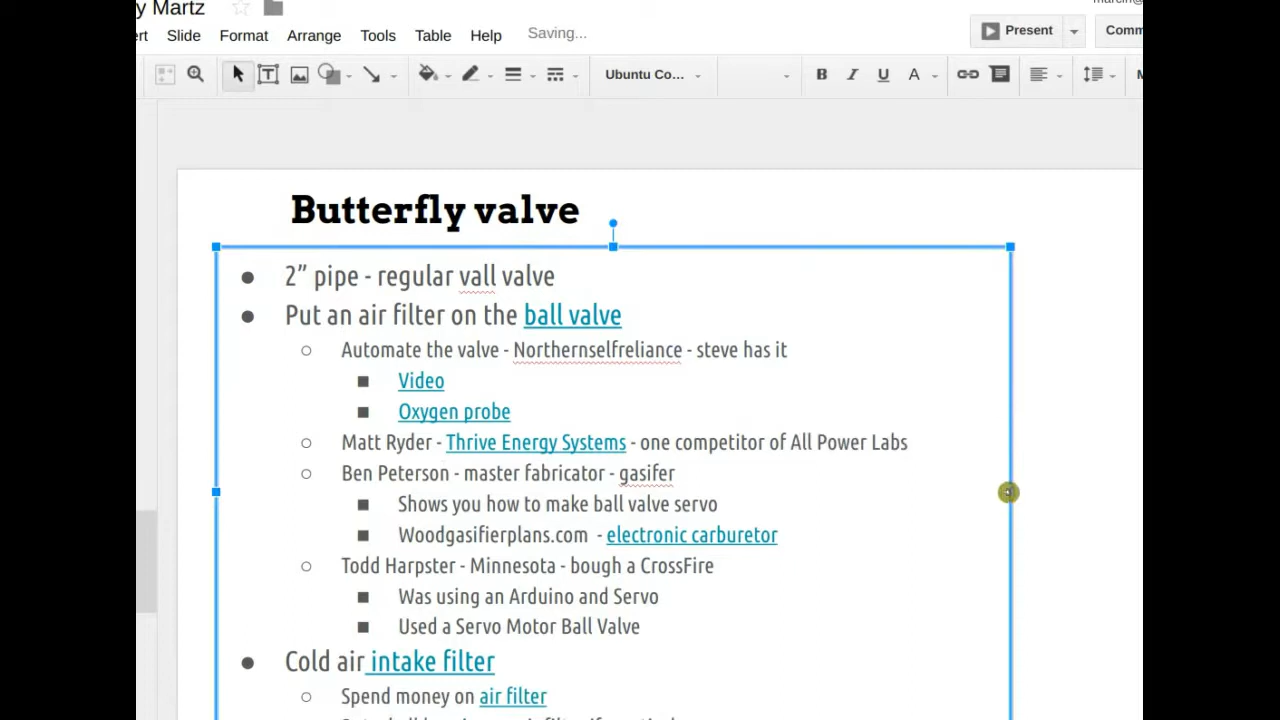 y Martz
rt Slide Format Arrange Tools Table Help Saving...
Present
Comm
Ubuntu Co...
B I U A
Butterfly valve
● 2” pipe - regular vall valve
● Put an air filter on the ball valve
○ Automate the valve - Northernselfreliance - steve has it
■ Video
■ Oxygen probe
○ Matt Ryder - Thrive Energy Systems - one competitor of All Power Labs
○ Ben Peterson - master fabricator - gasifer
■ Shows you how to make ball valve servo
■ Woodgasifierplans.com - electronic carburetor
○ Todd Harpster - Minnesota - bough a CrossFire
■ Was using an Arduino and Servo
■ Used a Servo Motor Ball Valve
● Cold air intake filter
○ Spend money on air filter